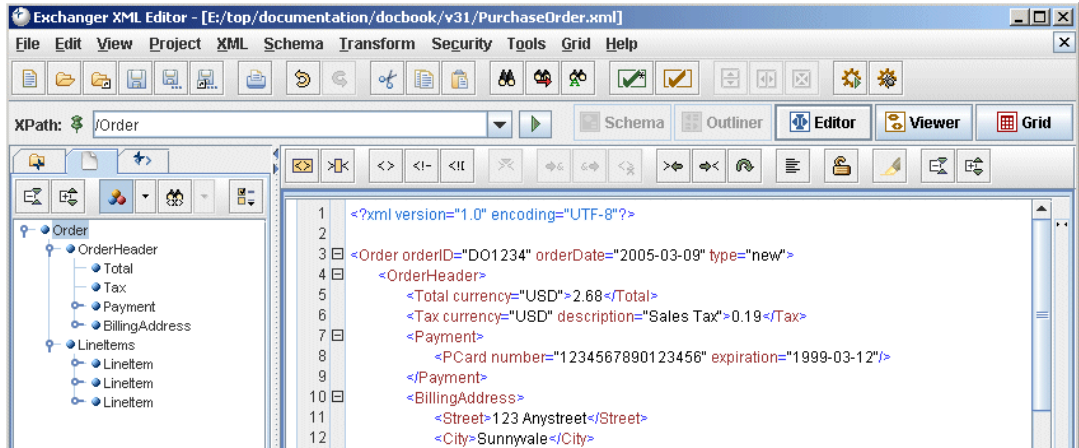 Exchanger XML Editor - [E:/top/documentation/docbook/v31/PurchaseOrder.xml]
File Edit View Project XML Schema Transform Security Tools Grid Help
XPath: /Order Schema Outliner Editor Viewer Grid
Order
OrderHeader
Total
Tax
Payment
BillingAddress
LineItems
LineItem
LineItem
LineItem
1 <?xml version="1.0" encoding="UTF-8"?>
2
3 <Order orderID="DO1234" orderDate="2005-03-09" type="new">
4 <OrderHeader>
5 <Total currency="USD">2.68</Total>
6 <Tax currency="USD" description="Sales Tax">0.19</Tax>
7 <Payment>
8 <PCard number="1234567890123456" expiration="1999-03-12"/>
9 </Payment>
10 <BillingAddress>
11 <Street>123 Anystreet</Street>
12 <City>Sunnyvale</City>